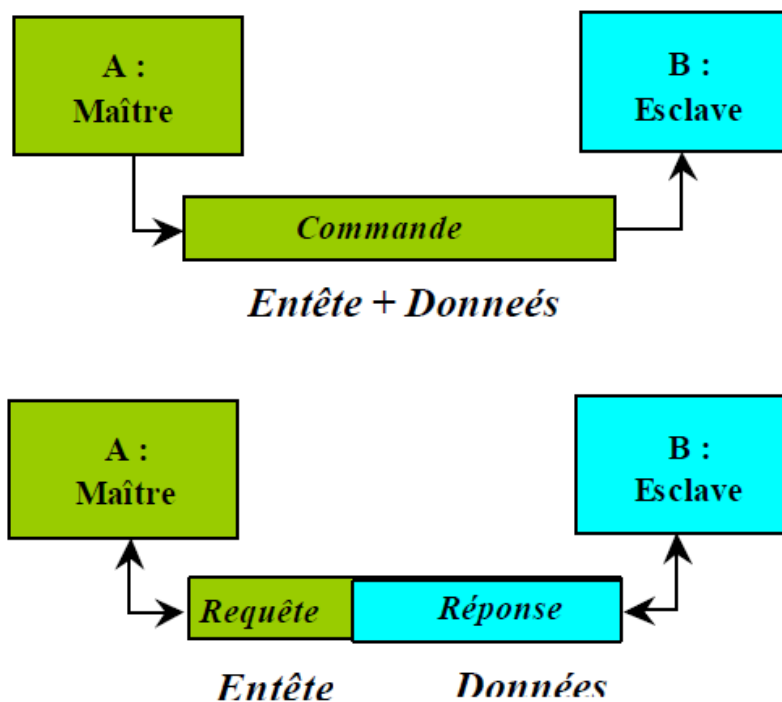 A :
Maître
B :
Esclave
Commande
Entête + Donneés
A :
Maître
B :
Esclave
Requête
Réponse
Entête
Données